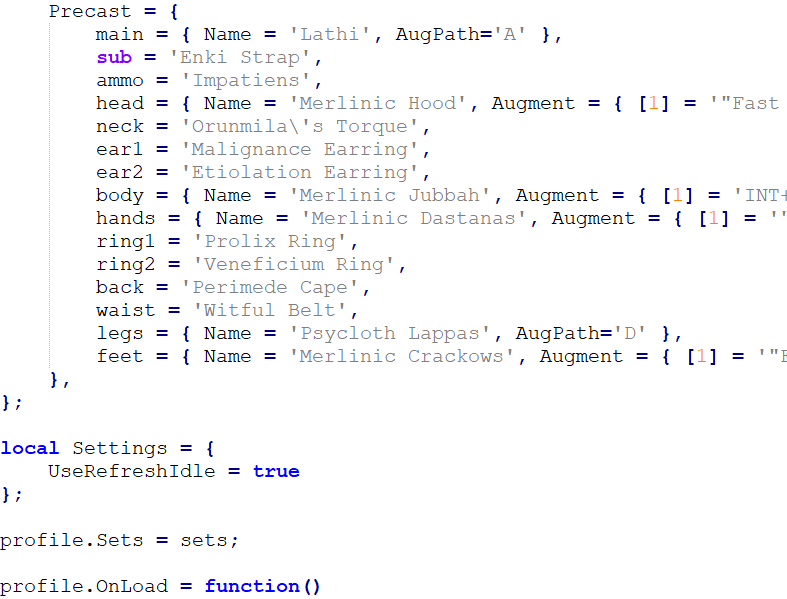 Precast = {
main = { Name = 'Lathi', AugPath='A' },
sub = 'Enki Strap',
ammo = 'Impatiens',
head = { Name = 'Merlinic Hood', Augment = { [1] = '"Fast
neck = 'Orunmila\'s Torque',
ear1 = 'Malignance Earring',
ear2 = 'Etiolation Earring',
body = { Name = 'Merlinic Jubbah', Augment = { [1] = 'INT+
hands = { Name = 'Merlinic Dastanas', Augment = { [1] = '"
ring1 = 'Prolix Ring',
ring2 = 'Veneficium Ring',
back = 'Perimede Cape',
waist = 'Witful Belt',
legs = { Name = 'Psycloth Lappas', AugPath='D' },
feet = { Name = 'Merlinic Crackows', Augment = { [1] = '"F
},
};
local Settings = {
UseRefreshIdle = true
};
profile.Sets = sets;
profile.OnLoad = function()